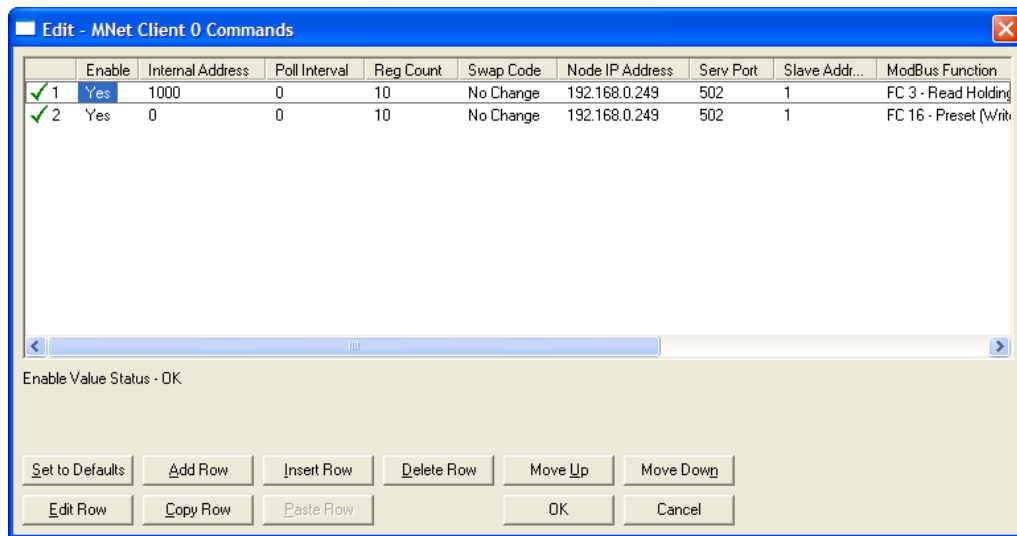 Edit - MNet Client 0 Commands
Enable Internal Address Poll Interval Reg Count Swap Code Node IP Address Serv Port Slave Addr... ModBus Function
1 Yes 1000 0 10 No Change 192.168.0.249 502 1 FC 3 - Read Holding
2 Yes 0 0 10 No Change 192.168.0.249 502 1 FC 16 - Preset (Writ
Enable Value Status - OK
Set to Defaults Add Row Insert Row Delete Row Move Up Move Down
Edit Row Copy Row Paste Row OK Cancel